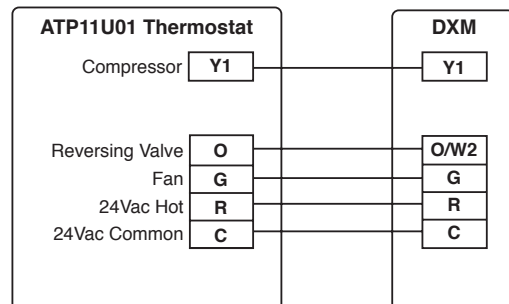 ATP11U01 Thermostat DXM
Compressor Y1 Y1
Reversing Valve O O/W2
Fan G G
24Vac Hot R R
24Vac Common C C